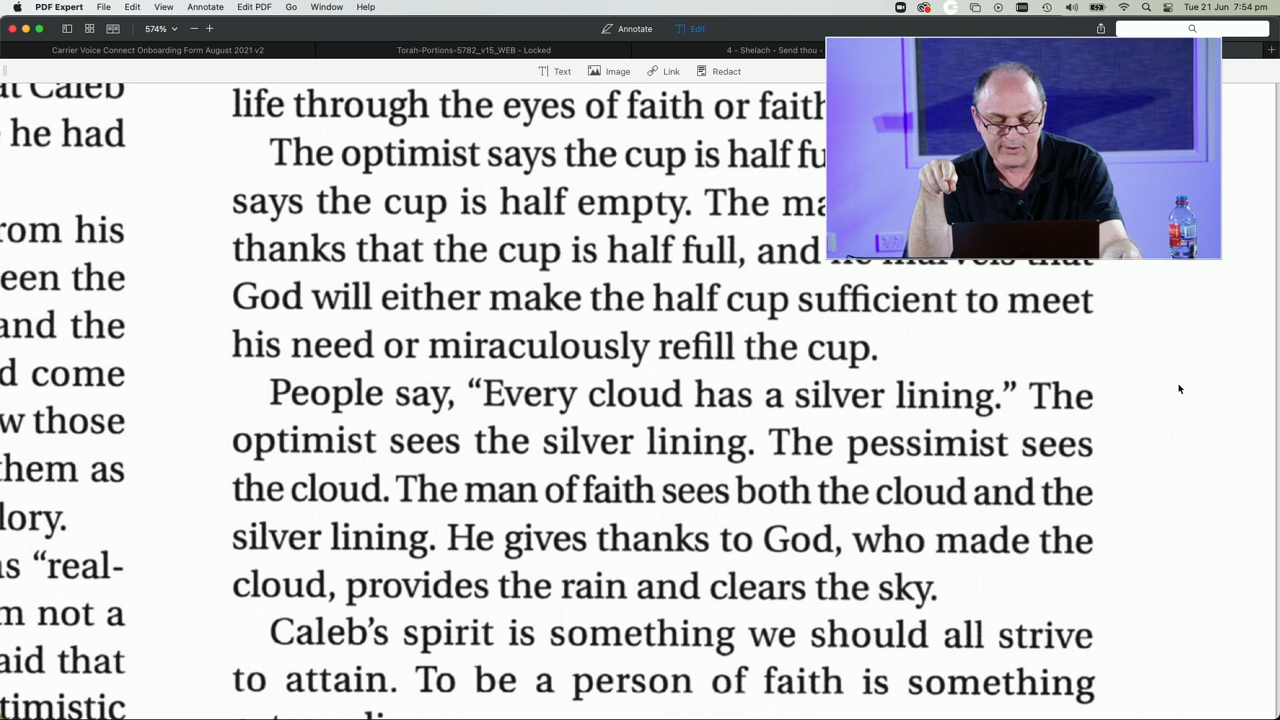 PDF Expert File Edit View Annotate Edit PDF Go Window Help Tue 21 Jun 7:54 pm
574% Annotate Edit
Carrier Voice Connect Onboarding Form August 2021 v2 Torah-Portions-5782_v15_WEB - Locked 4 - Shelach - Send thou -
Text Image Link Redact
at Caleb
he had
rom his
een the
and the
d come
w those
them as
lory.
as “real-
m not a
aid that
timistic
life through the eyes of faith or faith
The optimist says the cup is half fu
says the cup is half empty. The ma
thanks that the cup is half full, and he marvels that
God will either make the half cup sufficient to meet
his need or miraculously refill the cup.
People say, “Every cloud has a silver lining.” The
optimist sees the silver lining. The pessimist sees
the cloud. The man of faith sees both the cloud and the
silver lining. He gives thanks to God, who made the
cloud, provides the rain and clears the sky.
Caleb’s spirit is something we should all strive
to attain. To be a person of faith is something